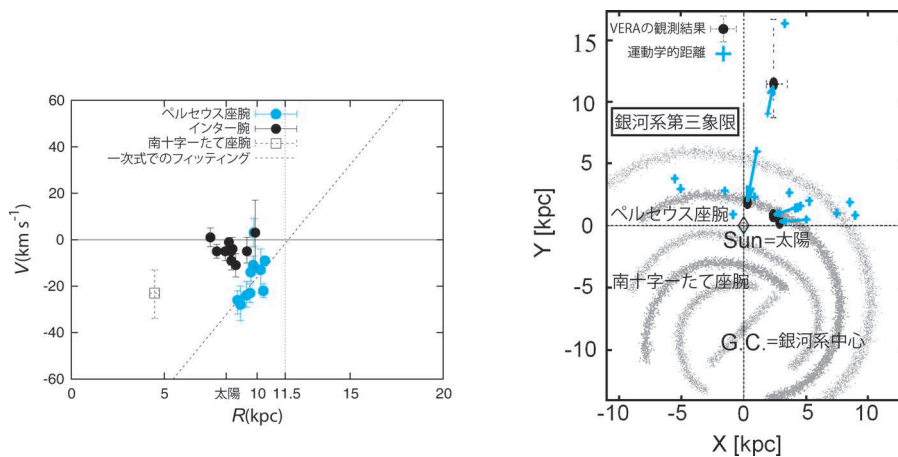 ペルセウス座腕
インター腕
南十字ーたて座腕
一次式でのフィッティング
60
40
20
0
-20
-40
-60
V(km s⁻¹)
0
5
太陽
10
11.5
15
20
R(kpc)
VERAの観測結果
運動学的距離
銀河系第三象限
ペルセウス座腕
Sun=太陽
南十字ーたて座腕
G.C.=銀河系中心
15
10
5
0
-5
-10
Y [kpc]
-10
-5
0
5
10
X [kpc]